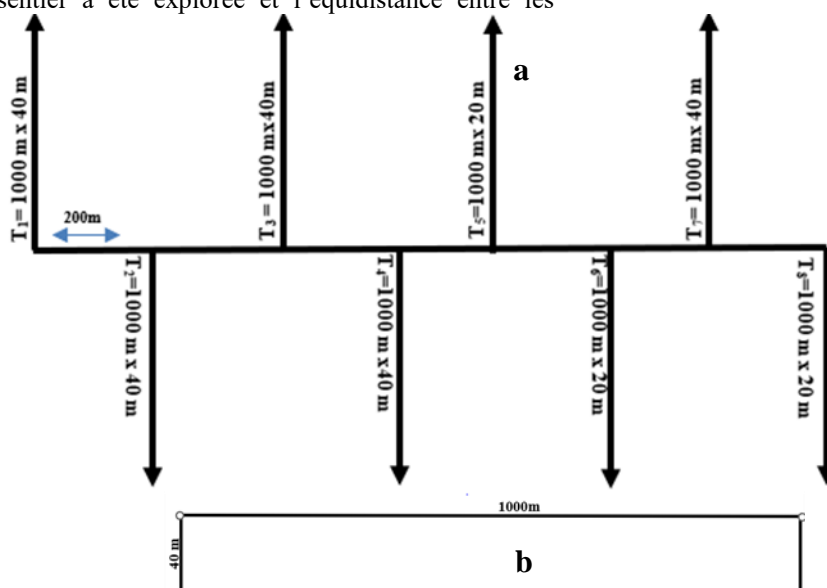 sentier a été explorée et l'équidistance entre les
a
T1= 1000 m x 40 m
200m
T3 = 1000 mx40m
T5=1000 mx 20 m
T7= 1000 mx 40 m
T2=1000 m x 40 m
T4=1000 m x40 m
T6=1000 m x 20 m
T8=1000 m x 20 m
1000m
40 m
b